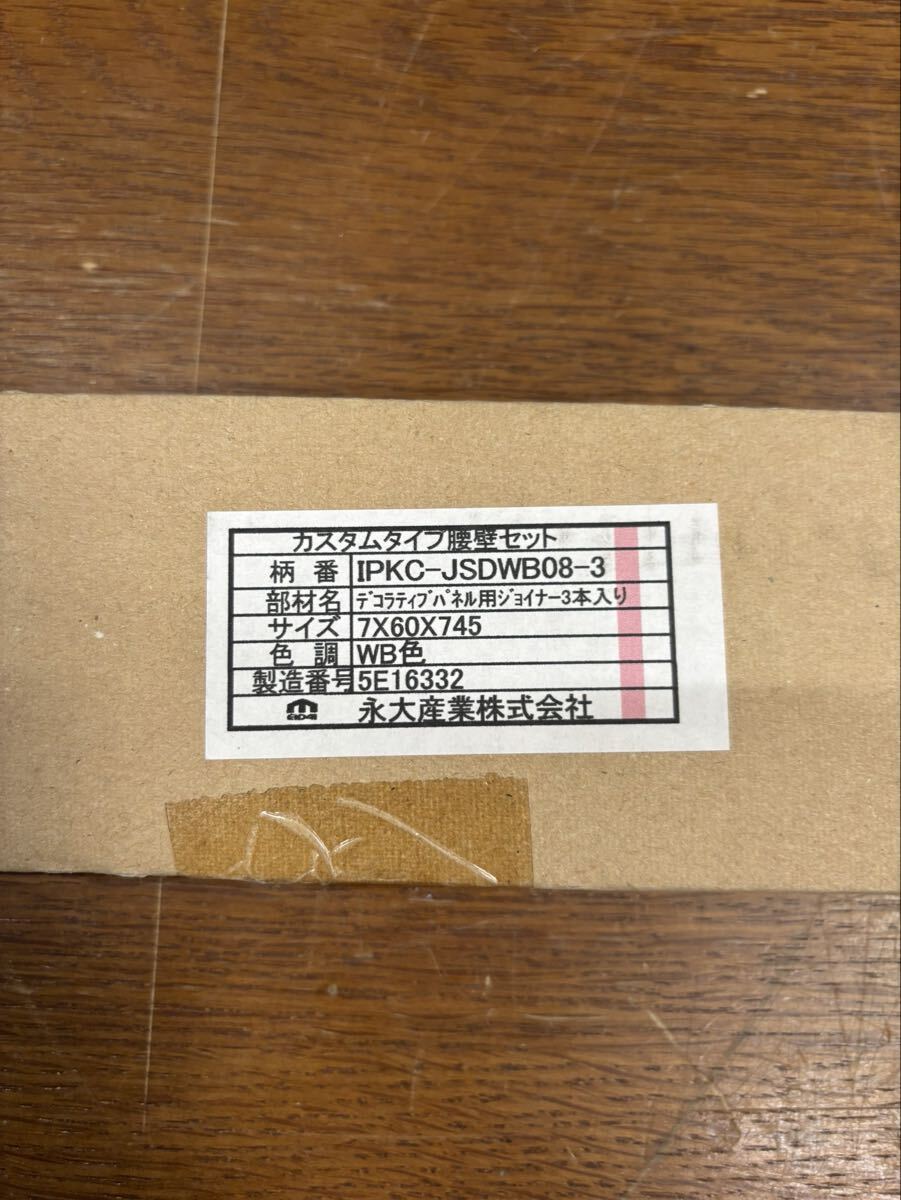 カスタムタイプ腰壁セット
柄番 IPKC-JSDWB08-3
部材名 ﾃﾞｺﾗﾃｨﾌﾞﾊﾟﾈﾙ用ｼﾞｮｲﾅｰ3本入り
サイズ 7X60X745
色調 WB色
製造番号 5E16332
永大産業株式会社